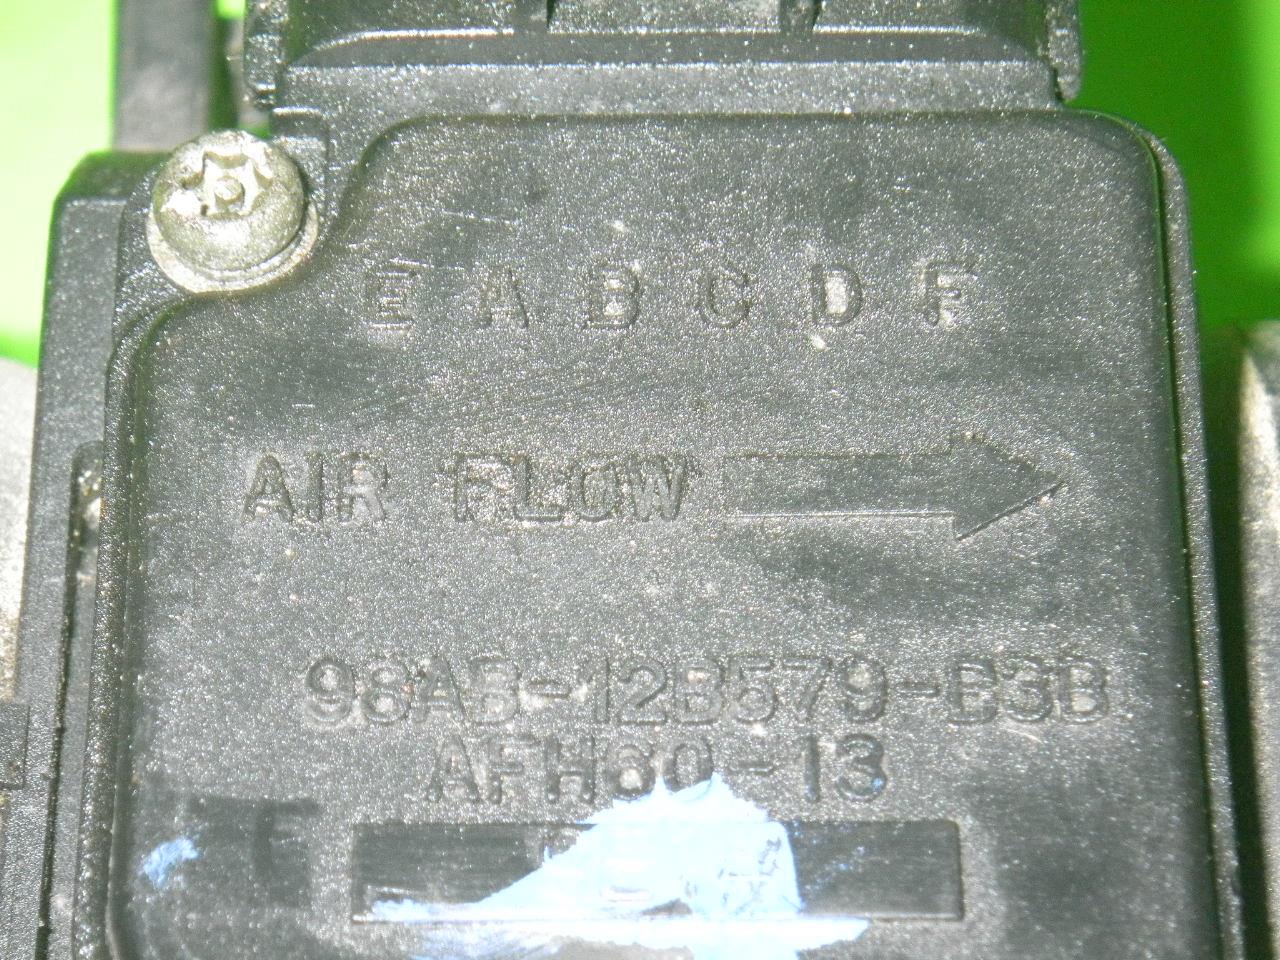 E A B C D F
AIR FLOW
98AB-12B579-B3B
AFH60-13